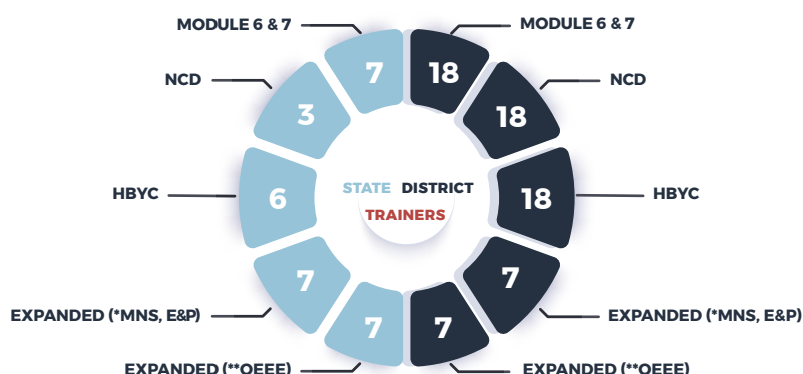 MODULE 6 & 7 MODULE 6 & 7
7 18
NCD NCD
3 18
HBYC 6 18 HBYC
STATE DISTRICT
TRAINERS
7 7
EXPANDED (*MNS, E&P) EXPANDED (*MNS, E&P)
7 7
EXPANDED (**OEEE) EXPANDED (**OEEE)